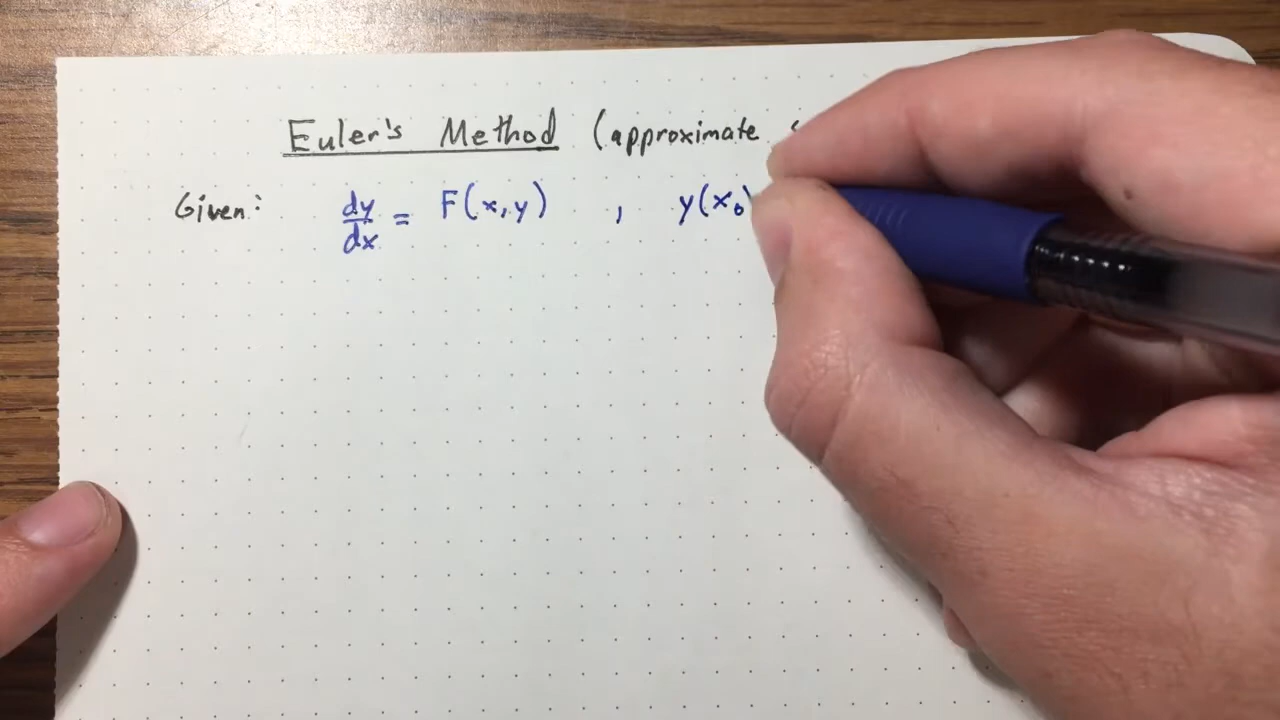 Euler's Method (approximate
Given: dy/dx = F(x,y) , y(x₀)